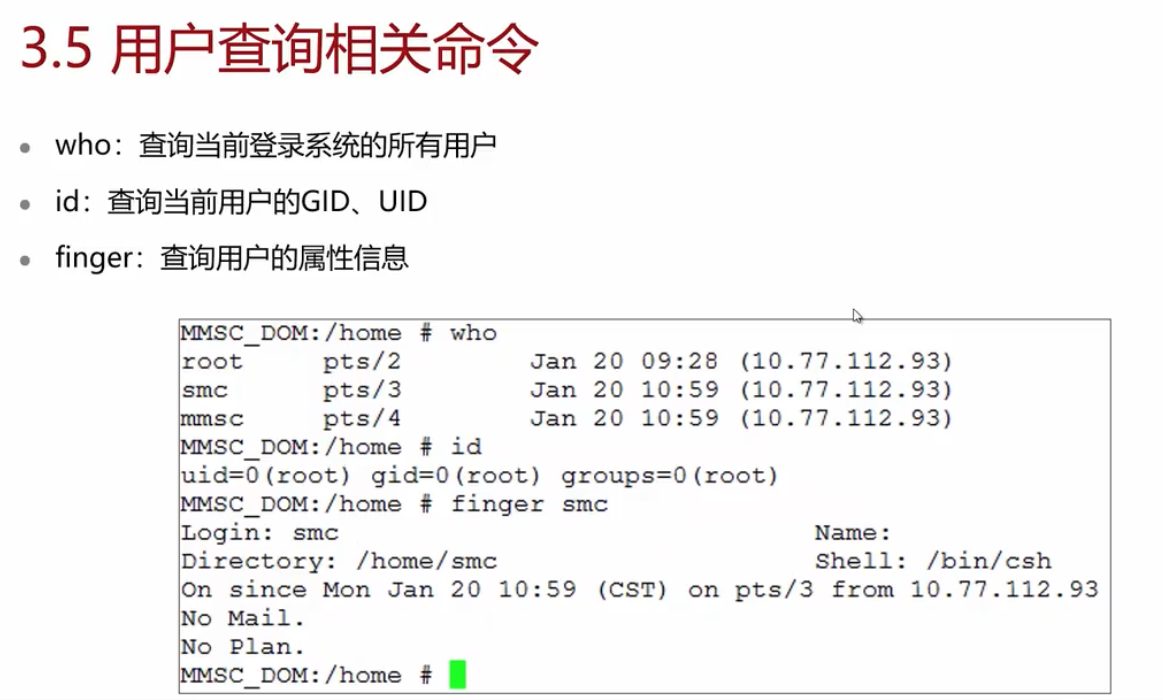 3.5 用户查询相关命令
who：查询当前登录系统的所有用户
id：查询当前用户的GID、UID
finger：查询用户的属性信息
MMSC_DOM:/home # who
root pts/2 Jan 20 09:28 (10.77.112.93)
smc pts/3 Jan 20 10:59 (10.77.112.93)
mmsc pts/4 Jan 20 10:59 (10.77.112.93)
MMSC_DOM:/home # id
uid=0(root) gid=0(root) groups=0(root)
MMSC_DOM:/home # finger smc
Login: smc Name:
Directory: /home/smc Shell: /bin/csh
On since Mon Jan 20 10:59 (CST) on pts/3 from 10.77.112.93
No Mail.
No Plan.
MMSC_DOM:/home #